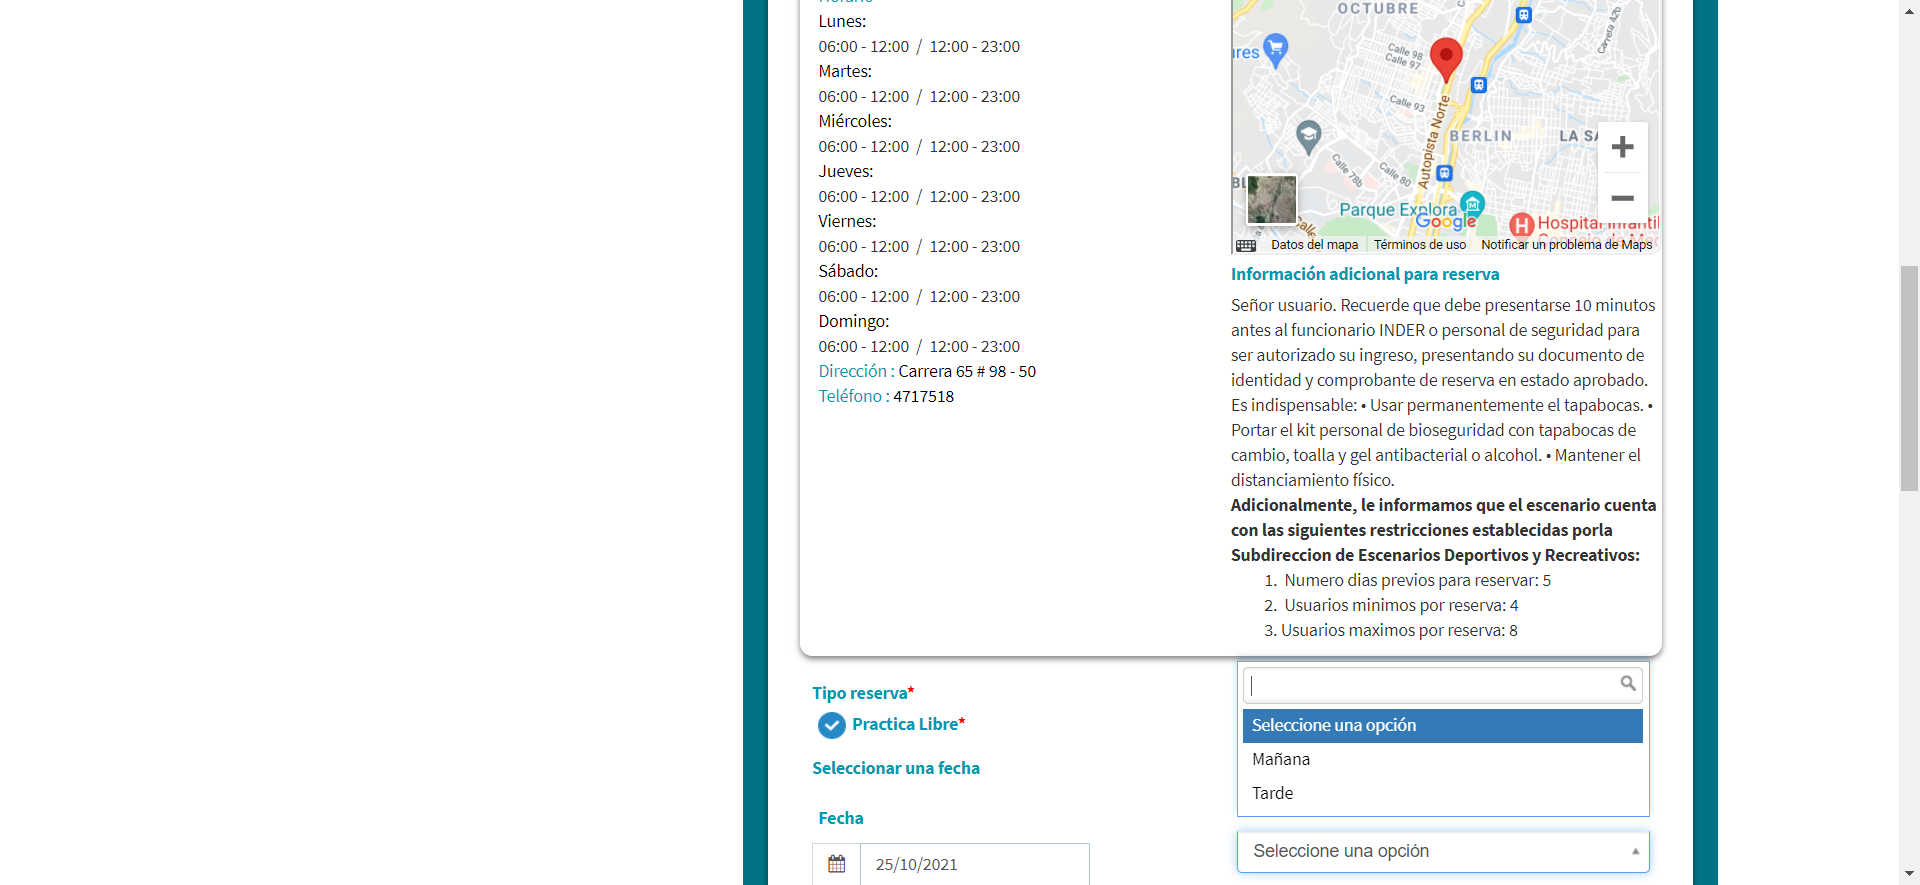 Horario
Lunes:
06:00 - 12:00 / 12:00 - 23:00
Martes:
06:00 - 12:00 / 12:00 - 23:00
Miércoles:
06:00 - 12:00 / 12:00 - 23:00
Jueves:
06:00 - 12:00 / 12:00 - 23:00
Viernes:
06:00 - 12:00 / 12:00 - 23:00
Sábado:
06:00 - 12:00 / 12:00 - 23:00
Domingo:
06:00 - 12:00 / 12:00 - 23:00
Dirección : Carrera 65 # 98 - 50
Teléfono : 4717518
OCTUBRE
Carrera 42b
ures
Calle 98
Calle 97
Calle 93
Autopista Norte
BERLIN
LA SA
Calle 78b
Calle 80
BL
Parque Explora
Google
Hospital Infantil
Calle
Datos del mapa
Términos de uso
Notificar un problema de Maps
Información adicional para reserva
Señor usuario. Recuerde que debe presentarse 10 minutos
antes al funcionario INDER o personal de seguridad para
ser autorizado su ingreso, presentando su documento de
identidad y comprobante de reserva en estado aprobado.
Es indispensable: • Usar permanentemente el tapabocas. •
Portar el kit personal de bioseguridad con tapabocas de
cambio, toalla y gel antibacterial o alcohol. • Mantener el
distanciamiento físico.
Adicionalmente, le informamos que el escenario cuenta
con las siguientes restricciones establecidas porla
Subdireccion de Escenarios Deportivos y Recreativos:
1. Numero dias previos para reservar: 5
2. Usuarios minimos por reserva: 4
3. Usuarios maximos por reserva: 8
Tipo reserva*
Practica Libre*
Seleccionar una fecha
Fecha
25/10/2021
Seleccione una opción
Mañana
Tarde
Seleccione una opción